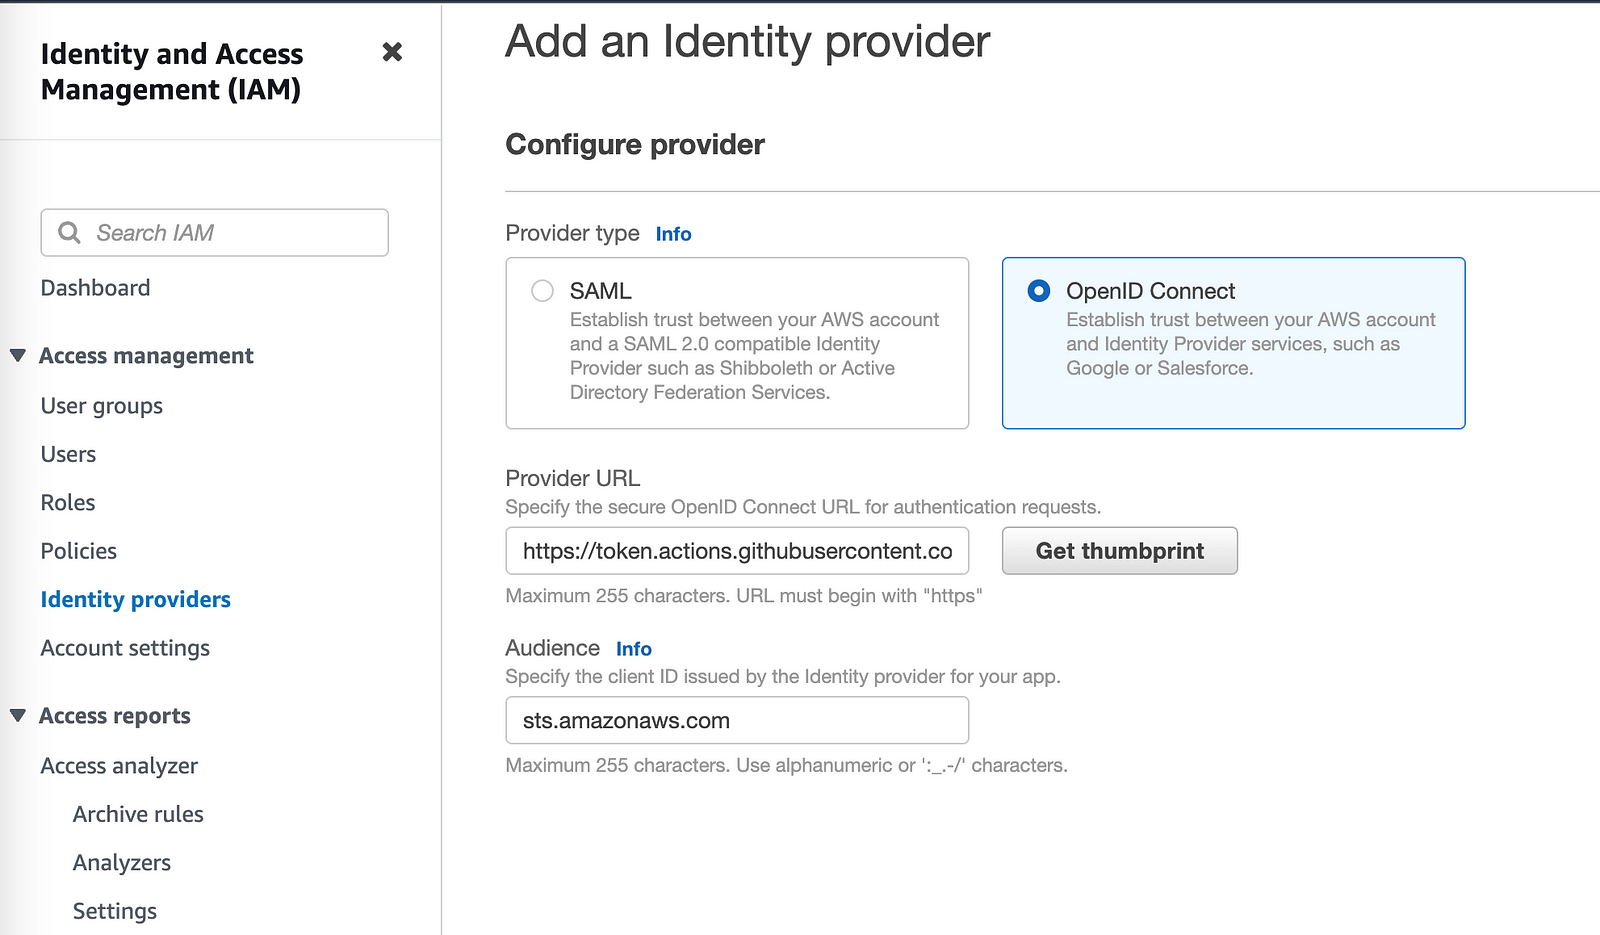 Identity and Access
Management (IAM)
Search IAM
Dashboard
Access management
User groups
Users
Roles
Policies
Identity providers
Account settings
Access reports
Access analyzer
Archive rules
Analyzers
Settings
Add an Identity provider
Configure provider
Provider type Info
SAML
Establish trust between your AWS account
and a SAML 2.0 compatible Identity
Provider such as Shibboleth or Active
Directory Federation Services.
OpenID Connect
Establish trust between your AWS account
and Identity Provider services, such as
Google or Salesforce.
Provider URL
Specify the secure OpenID Connect URL for authentication requests.
https://token.actions.githubusercontent.co
Get thumbprint
Maximum 255 characters. URL must begin with "https"
Audience Info
Specify the client ID issued by the Identity provider for your app.
sts.amazonaws.com
Maximum 255 characters. Use alphanumeric or ':_.-/' characters.